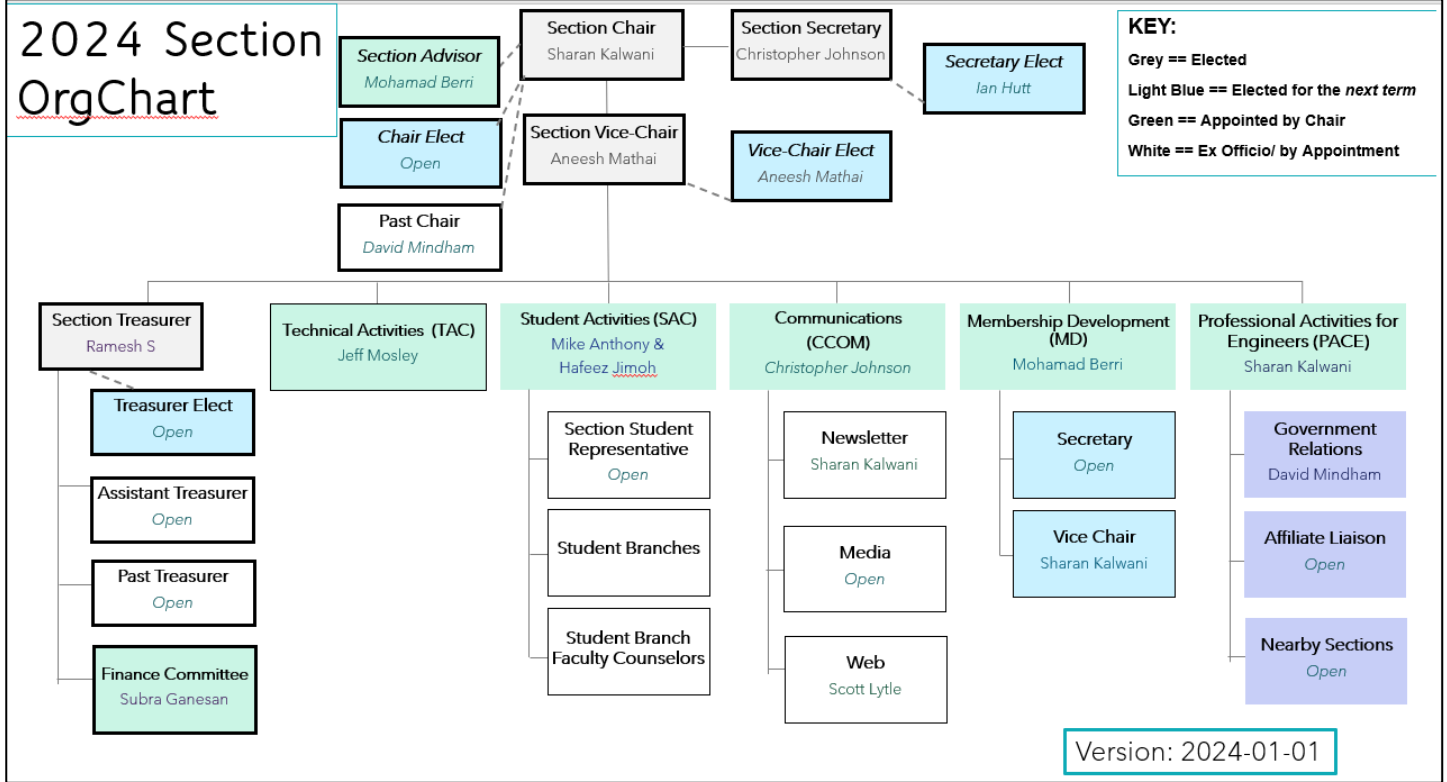 2024 Section
OrgChart
Section Advisor
Mohamad Berri
Chair Elect
Open
Past Chair
David Mindham
Section Chair
Sharan Kalwani
Section Vice-Chair
Aneesh Mathai
Section Secretary
Christopher Johnson
Vice-Chair Elect
Aneesh Mathai
Secretary Elect
Ian Hutt
KEY:
Grey == Elected
Light Blue == Elected for the next term
Green == Appointed by Chair
White == Ex Officio/ by Appointment
Section Treasurer
Ramesh S
Treasurer Elect
Open
Assistant Treasurer
Open
Past Treasurer
Open
Finance Committee
Subra Ganesan
Technical Activities (TAC)
Jeff Mosley
Student Activities (SAC)
Mike Anthony &
Hafeez Jimoh
Section Student
Representative
Open
Student Branches
Student Branch
Faculty Counselors
Communications
(CCOM)
Christopher Johnson
Newsletter
Sharan Kalwani
Media
Open
Web
Scott Lytle
Membership Development
(MD)
Mohamad Berri
Secretary
Open
Vice Chair
Sharan Kalwani
Professional Activities for
Engineers (PACE)
Sharan Kalwani
Government
Relations
David Mindham
Affiliate Liaison
Open
Nearby Sections
Open
Version: 2024-01-01